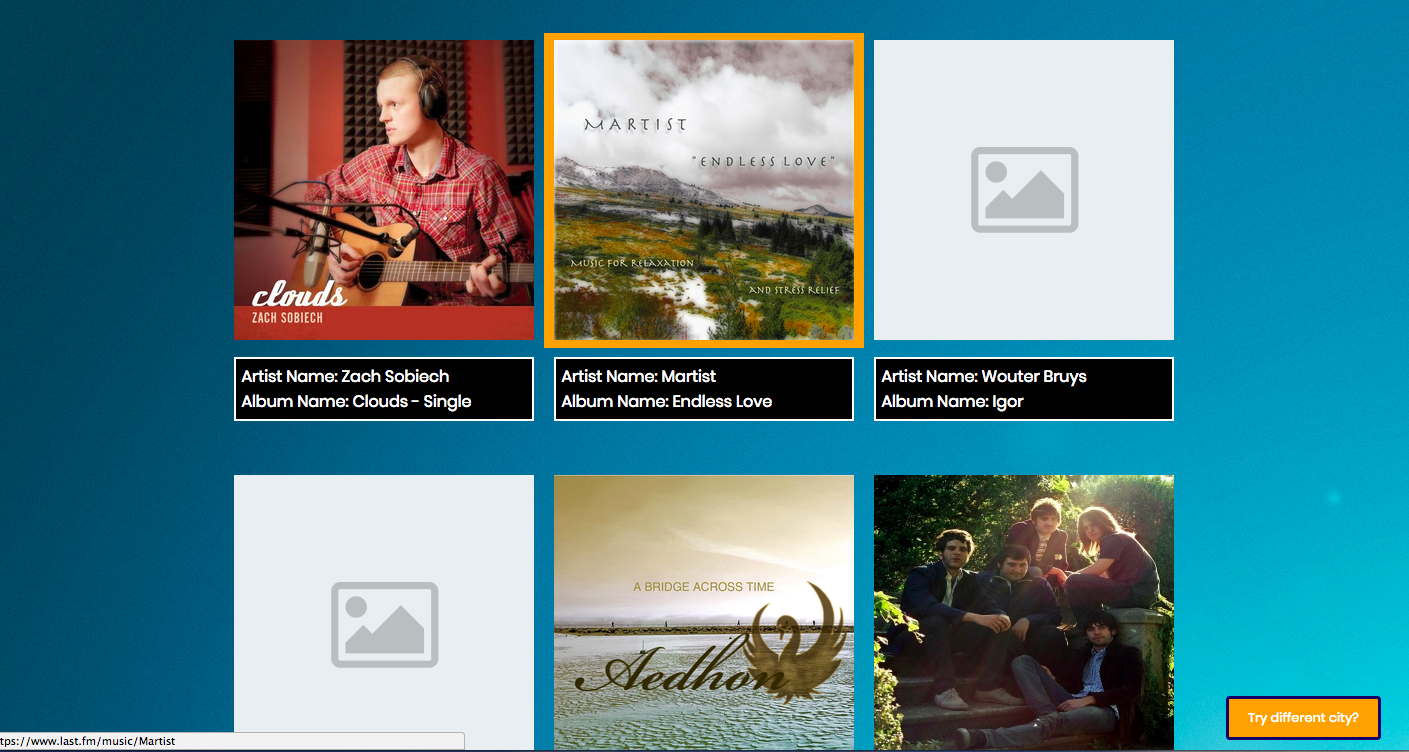 clouds
ZACH SOBIECH
MARTIST
"ENDLESS LOVE"
MUSIC FOR RELAXATION
AND STRESS RELIEF
Artist Name: Zach Sobiech
Album Name: Clouds - Single
Artist Name: Martist
Album Name: Endless Love
Artist Name: Wouter Bruys
Album Name: Igor
A BRIDGE ACROSS TIME
Aedhon
Try different city?
tps://www.last.fm/music/Martist